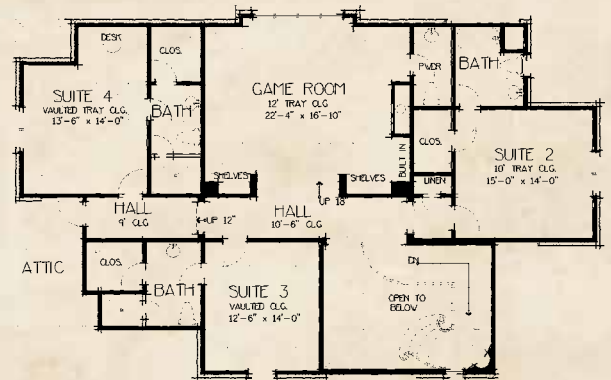 DESK
CLOS.
SUITE 4
VAULTED TRAY CLG.
13'-6" x 14'-0"
BATH
GAME ROOM
12' TRAY CLG
22'-4" x 16'-10"
PWDR
BATH
CLOS.
BUILT IN
LINEN
SUITE 2
10' TRAY CLG.
15'-0" x 14'-0"
SHELVES
SHELVES
HALL
9' CLG
UP 12"
HALL
10'-6" CLG
UP 18"
ATTIC
CLOS.
BATH
SUITE 3
VAULTED CLG.
12'-6" x 14'-0"
DN
OPEN TO
BELOW